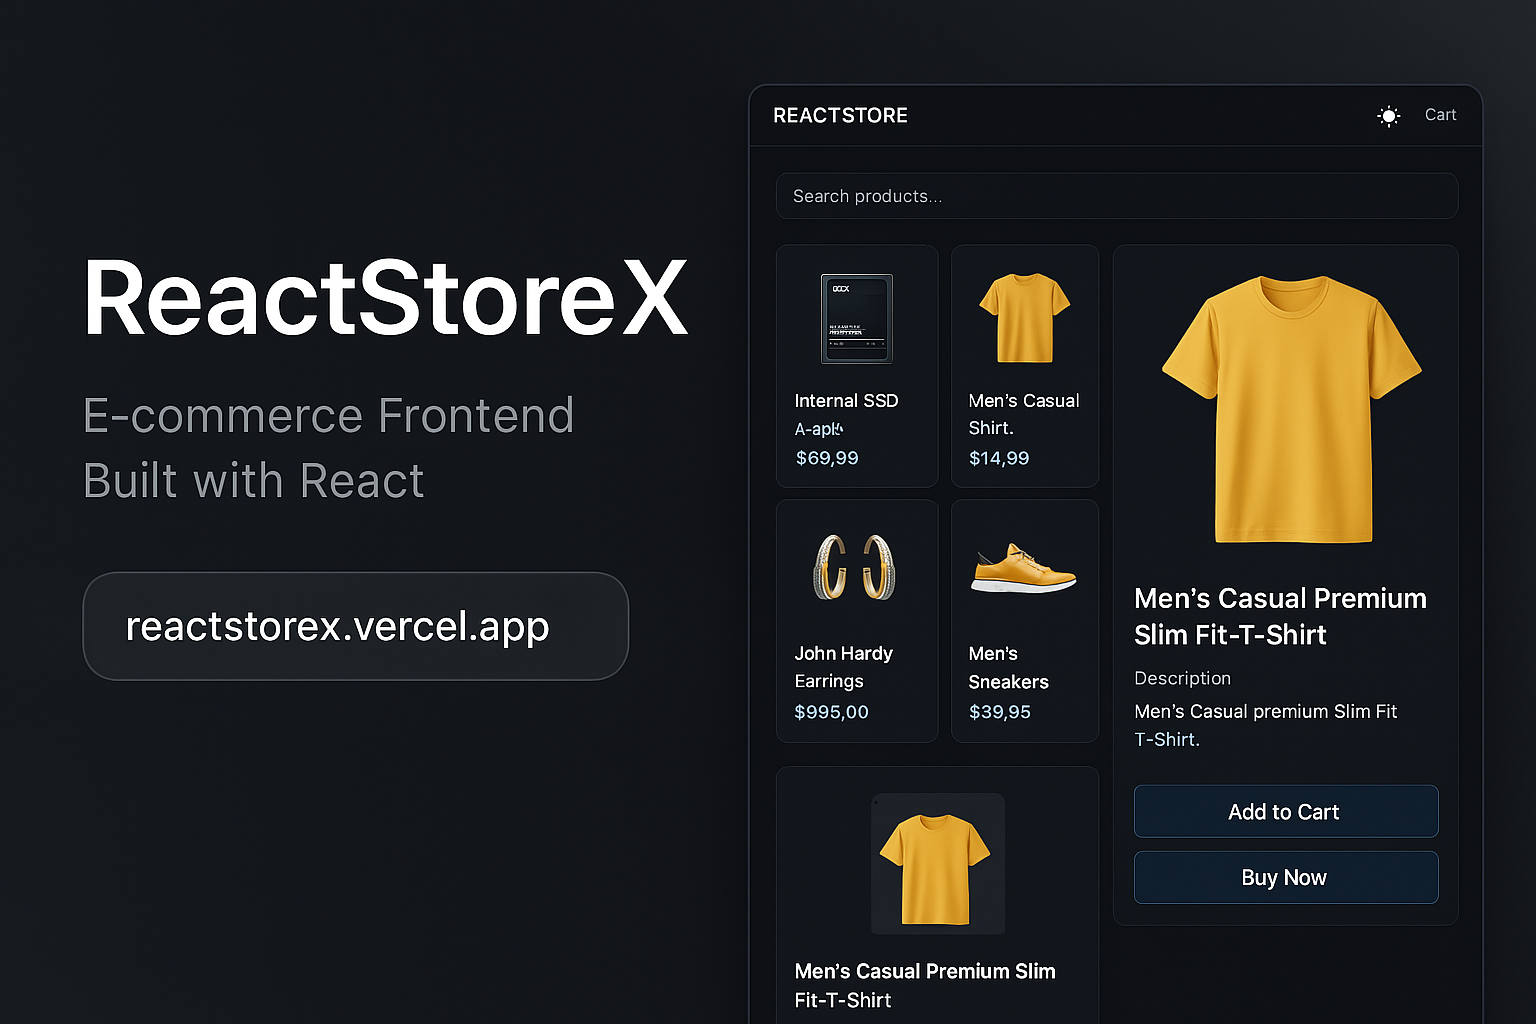 ReactStoreX
E-commerce Frontend
Built with React
reactstorex.vercel.app
REACTSTORE
Cart
Search products...
Internal SSD
$69,99
Men's Casual
Shirt.
$14,99
John Hardy
Earrings
$995,00
Men's
Sneakers
$39,95
Men's Casual Premium Slim
Fit-T-Shirt
Men's Casual Premium
Slim Fit-T-Shirt
Description
Men's Casual premium Slim Fit
T-Shirt.
Add to Cart
Buy Now